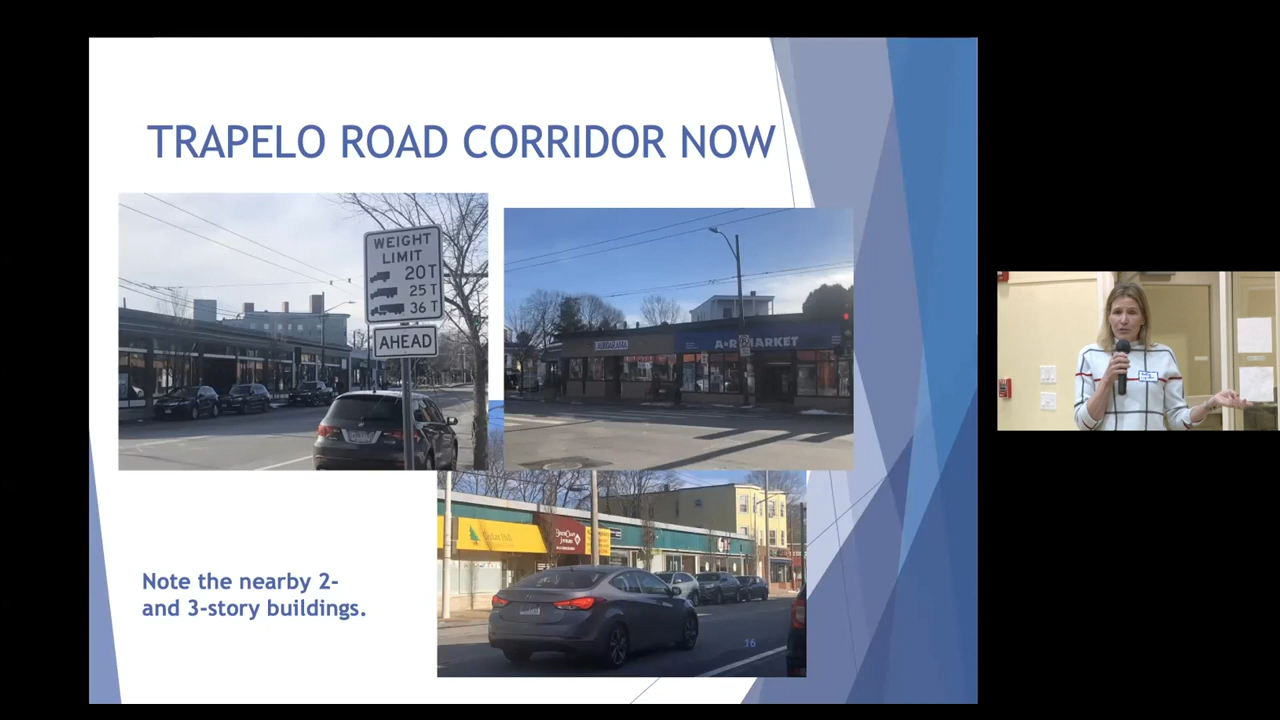 TRAPELO ROAD CORRIDOR NOW
WEIGHT
LIMIT
20T
25 T
36 T
AHEAD
MARKET
Note the nearby 2-
and 3-story buildings.
16